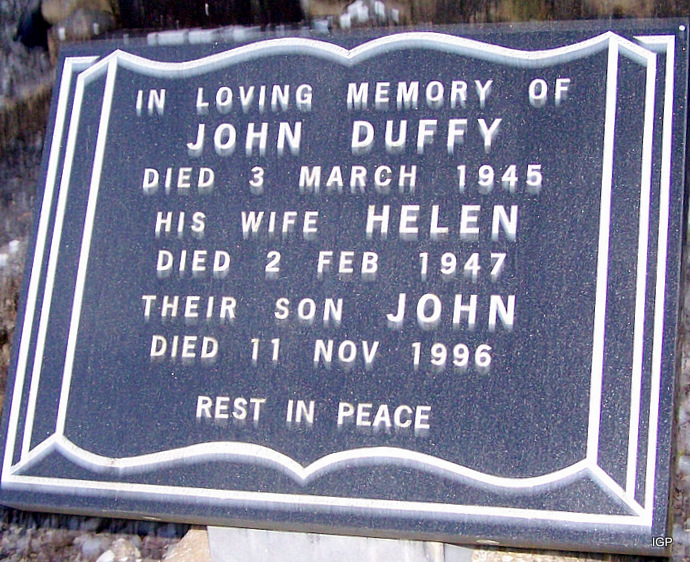 IN LOVING MEMORY OF
JOHN DUFFY
DIED 3 MARCH 1945
HIS WIFE HELEN
DIED 2 FEB 1947
THEIR SON JOHN
DIED 11 NOV 1996
REST IN PEACE
IGP